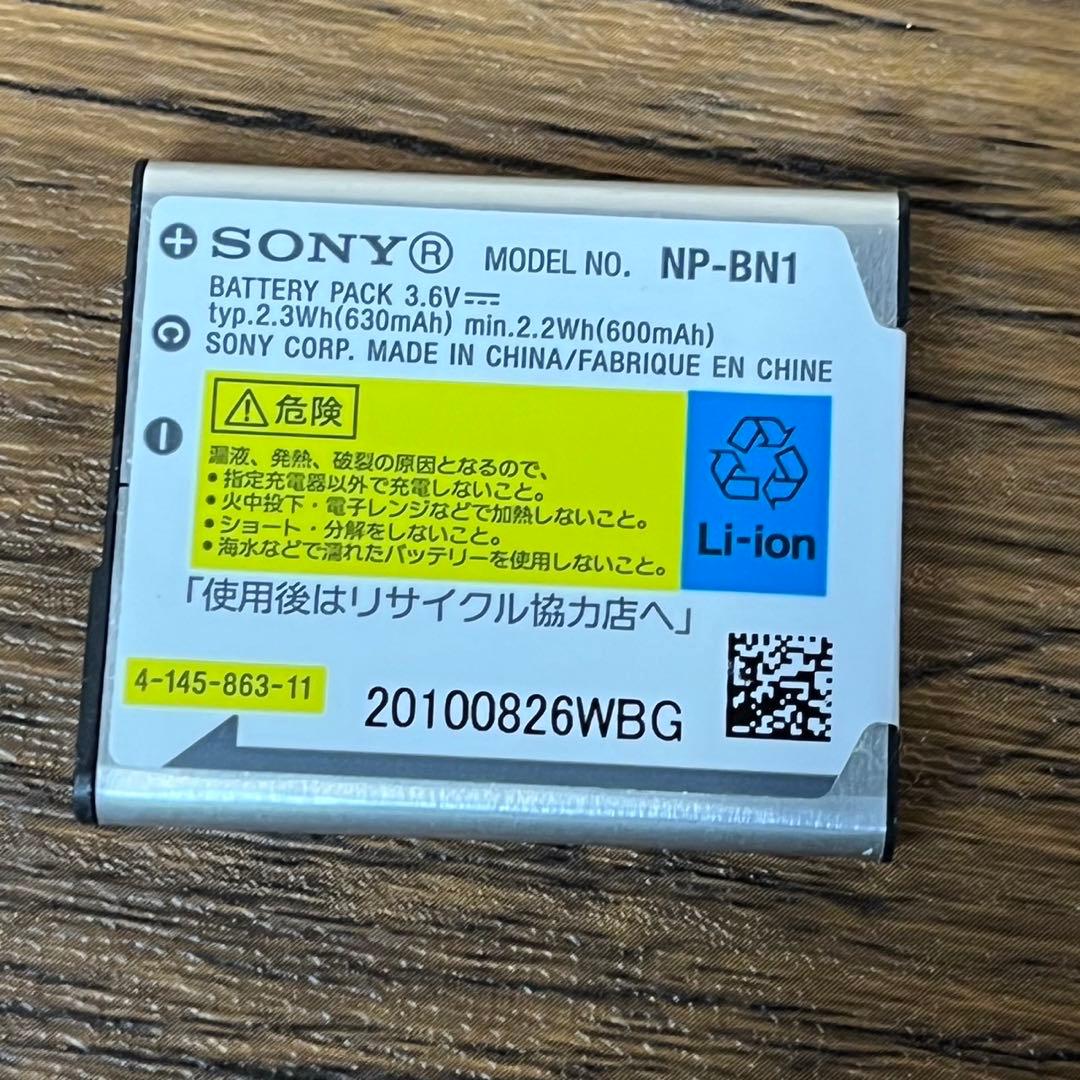 SONY® MODEL NO. NP-BN1
BATTERY PACK 3.6V⎓
typ.2.3Wh(630mAh) min.2.2Wh(600mAh)
SONY CORP. MADE IN CHINA/FABRIQUE EN CHINE
⚠危険
漏液、発熱、破裂の原因となるので、
・指定充電器以外で充電しないこと。
・火中投下・電子レンジなどで加熱しないこと。
・ショート・分解をしないこと。
・海水などで濡れたバッテリーを使用しないこと。
Li-ion
「使用後はリサイクル協力店へ」
4-145-863-11
20100826WBG